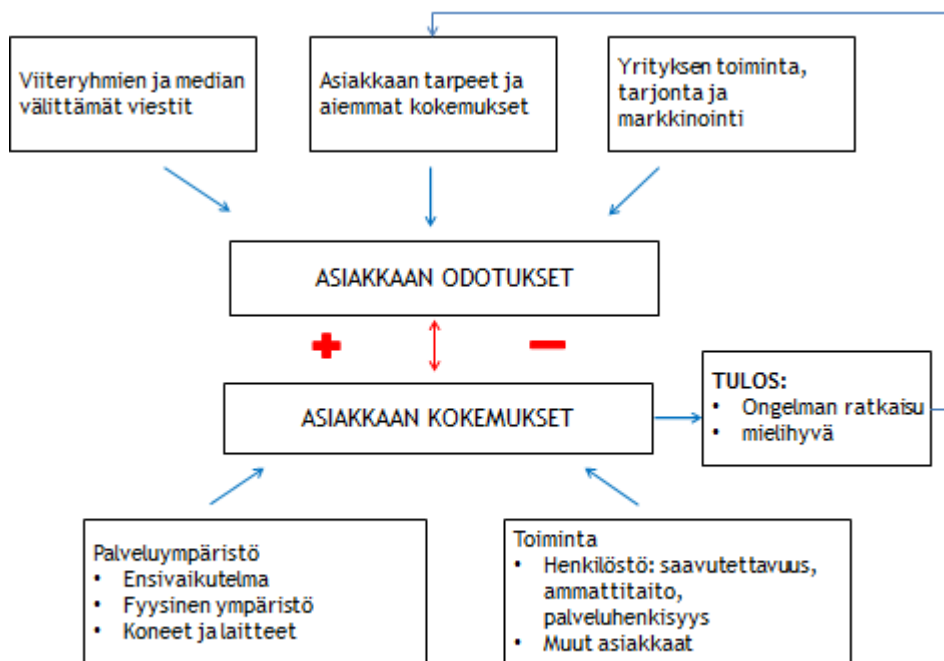 Viiteryhmien ja median
välittämät viestit
Asiakkaan tarpeet ja
aiemmat kokemukset
Yrityksen toiminta,
tarjonta ja
markkinointi
ASIAKKAAN ODOTUKSET
ASIAKKAAN KOKEMUKSET
TULOS:
• Ongelman ratkaisu
• mielihyvä
Palveluympäristö
• Ensivaikutelma
• Fyysinen ympäristö
• Koneet ja laitteet
Toiminta
• Henkilöstö: saavutettavuus,
ammattitaito,
palveluhenkisyys
• Muut asiakkaat